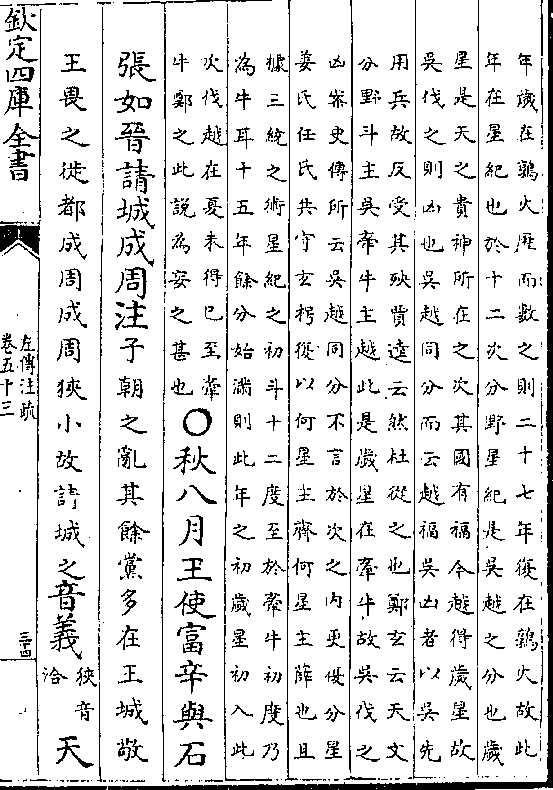 年歲在鶉火歴而數之則二十七年復在鶉火故此
年在星紀也於十二次分野星紀是吳越之分也歲
星是天之貴神所在之次其國有福今越得歲星故
吳伐之則凶也吳越同分而云越福吳凶者以吳先
用兵故反受其殃賈逵云然杜從之也鄭玄云天文
分野斗主吳牽牛主越此是歲星在牽牛故吳伐之
凶案史傳所云吳越同分不言於次之内更復分星
姜氏任氏共守玄枵復以何星主齊何星主薛也且
據三統之術星紀之初斗十二度至於牽牛初度乃
為牛耳十五年餘分始滿則此年之初歲星初入此
次伐越在夏未得已至牽
牛鄭之此説為妄之甚也
○秋八月王使富辛與石
張如晉請城成周注子朝之亂其餘黨多在王城敬
王畏之徙都成周成周狹小故請城之音義狹音
洽
天
欽定四庫全書
左傳注疏
卷五十三
三十四